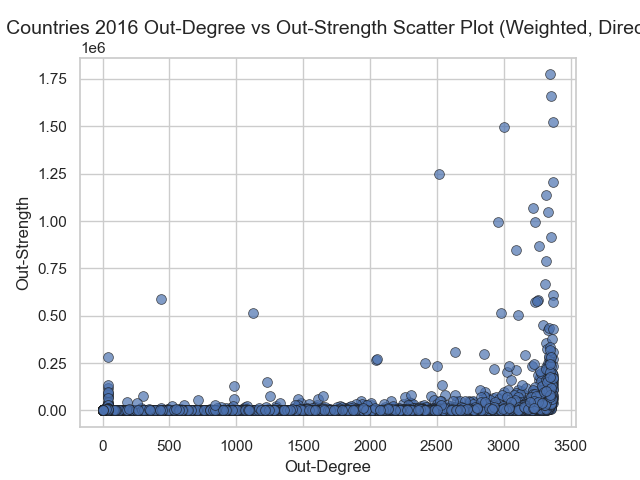 Countries 2016 Out-Degree vs Out-Strength Scatter Plot (Weighted, Direc
1e6
1.75
1.50
1.25
1.00
0.75
0.50
0.25
0.00
Out-Strength
0 500 1000 1500 2000 2500 3000 3500
Out-Degree